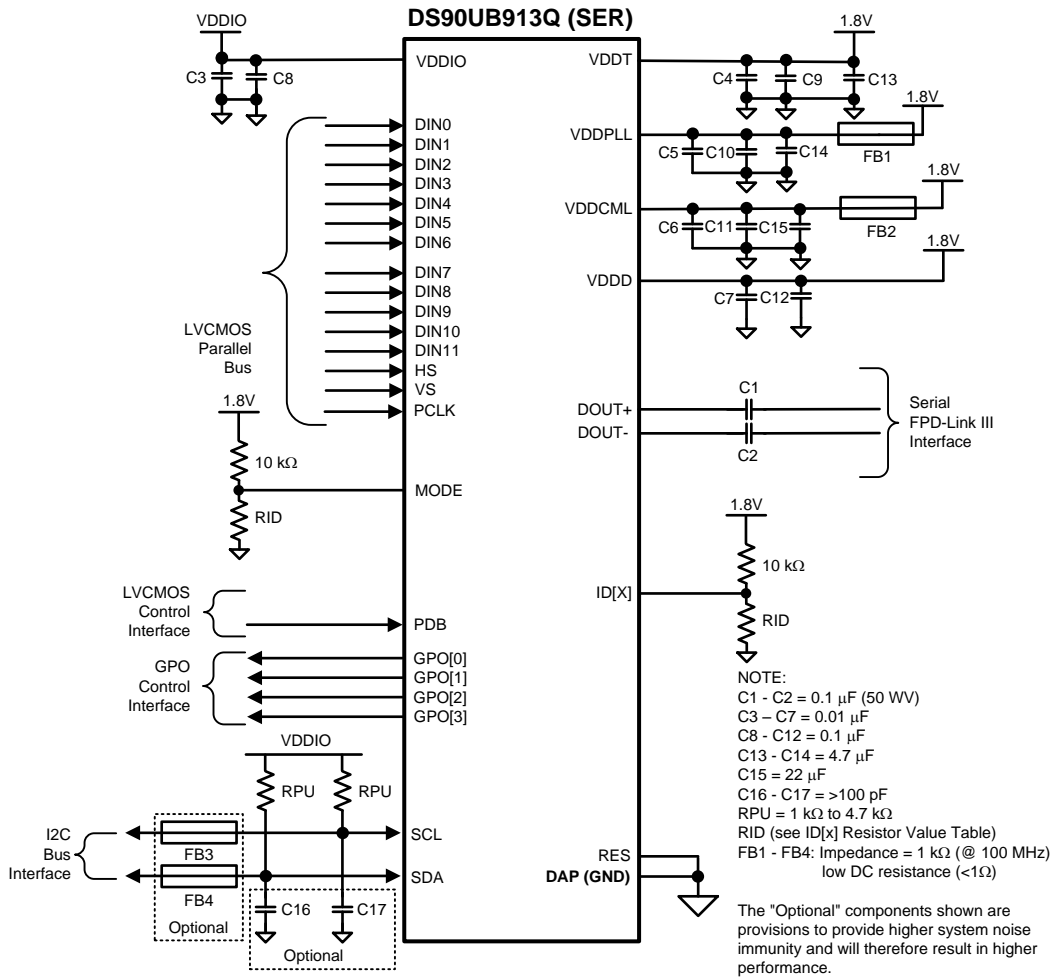 DS90UB913Q (SER)
VDDIO
C3
C8
VDDIO
DIN0
DIN1
DIN2
DIN3
DIN4
DIN5
DIN6
DIN7
DIN8
DIN9
DIN10
DIN11
HS
VS
PCLK
LVCMOS
Parallel
Bus
1.8V
10 kΩ
RID
MODE
LVCMOS
Control
Interface
PDB
GPO
Control
Interface
GPO[0]
GPO[1]
GPO[2]
GPO[3]
VDDIO
RPU
RPU
I2C
Bus
Interface
FB3
FB4
Optional
SCL
SDA
C16
C17
Optional
VDDT
1.8V
C4
C9
C13
VDDPLL
1.8V
C5
C10
C14
FB1
VDDCML
1.8V
C6
C11
C15
FB2
VDDD
1.8V
C7
C12
DOUT+
DOUT-
C1
C2
Serial
FPD-Link III
Interface
1.8V
10 kΩ
ID[X]
RID
RES
DAP (GND)
NOTE:
C1 - C2 = 0.1 μF (50 WV)
C3 – C7 = 0.01 μF
C8 - C12 = 0.1 μF
C13 - C14 = 4.7 μF
C15 = 22 μF
C16 - C17 = >100 pF
RPU = 1 kΩ to 4.7 kΩ
RID (see ID[x] Resistor Value Table)
FB1 - FB4: Impedance = 1 kΩ (@ 100 MHz)
low DC resistance (<1Ω)
The "Optional" components shown are
provisions to provide higher system noise
immunity and will therefore result in higher
performance.